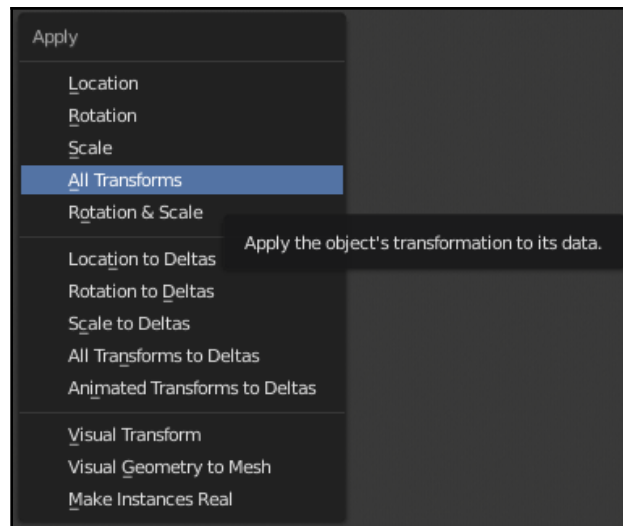 Apply
Location
Rotation
Scale
All Transforms
Rotation & Scale
Apply the object's transformation to its data.
Location to Deltas
Rotation to Deltas
Scale to Deltas
All Transforms to Deltas
Animated Transforms to Deltas
Visual Transform
Visual Geometry to Mesh
Make Instances Real